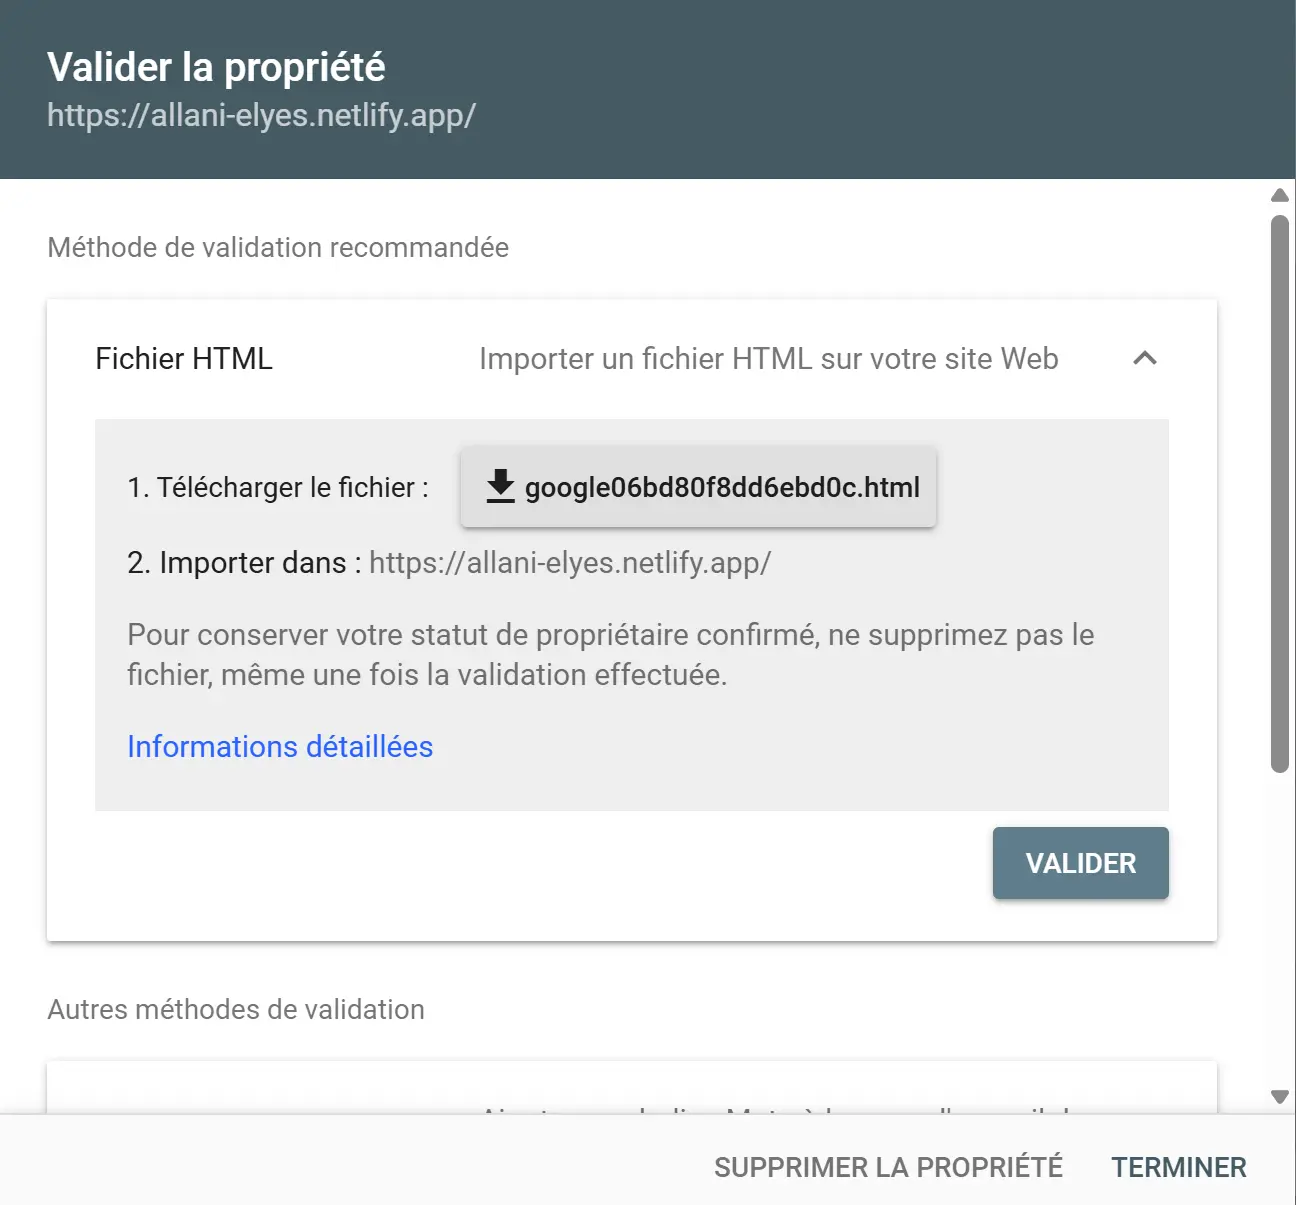 Valider la propriété
https://allani-elyes.netlify.app/
Méthode de validation recommandée
Fichier HTML
Importer un fichier HTML sur votre site Web
1. Télécharger le fichier :
google06bd80f8dd6ebd0c.html
2. Importer dans : https://allani-elyes.netlify.app/
Pour conserver votre statut de propriétaire confirmé, ne supprimez pas le
fichier, même une fois la validation effectuée.
Informations détaillées
VALIDER
Autres méthodes de validation
SUPPRIMER LA PROPRIÉTÉ
TERMINER